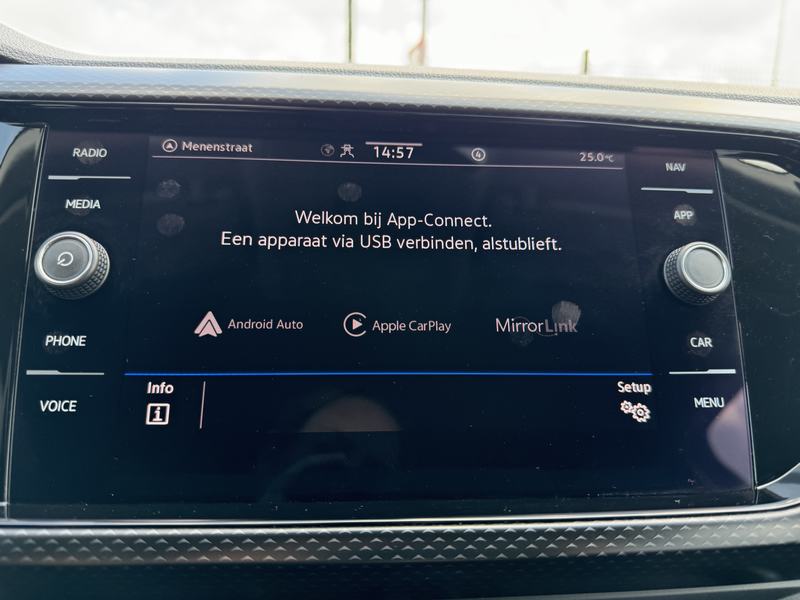 RADIO
MEDIA
PHONE
VOICE
Menenstraat
14:57
4
25.0°C
Welkom bij App-Connect.
Een apparaat via USB verbinden, alstublieft.
Android Auto
Apple CarPlay
MirrorLink
Info
Setup
NAV
APP
CAR
MENU